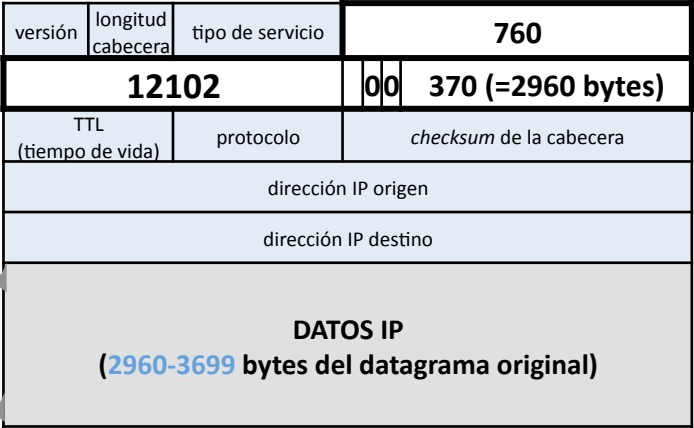 versión longitud cabecera tipo de servicio 760
12102 0 0 370 (=2960 bytes)
TTL (tiempo de vida) protocolo checksum de la cabecera
dirección IP origen
dirección IP destino
DATOS IP
(2960-3699 bytes del datagrama original)